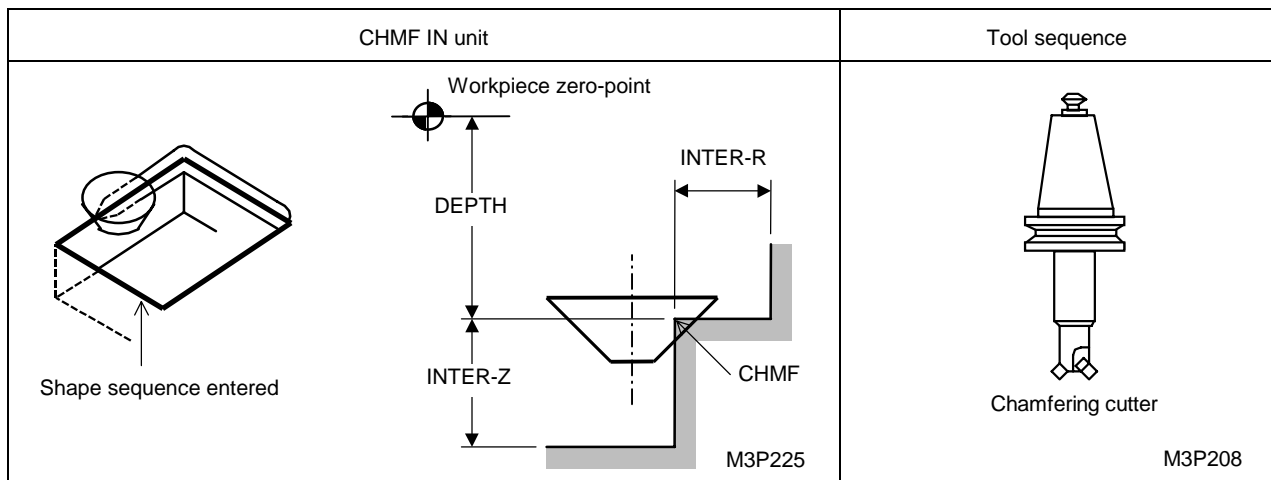 CHMF IN unit
Tool sequence
Workpiece zero-point
INTER-R
DEPTH
INTER-Z
CHMF
Shape sequence entered
M3P225
Chamfering cutter
M3P208